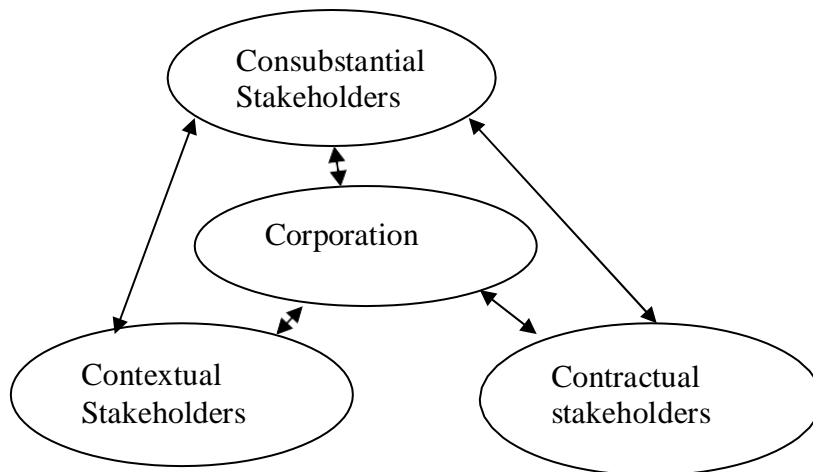 Consubstantial
Stakeholders
Corporation
Contextual
Stakeholders
Contractual
stakeholders